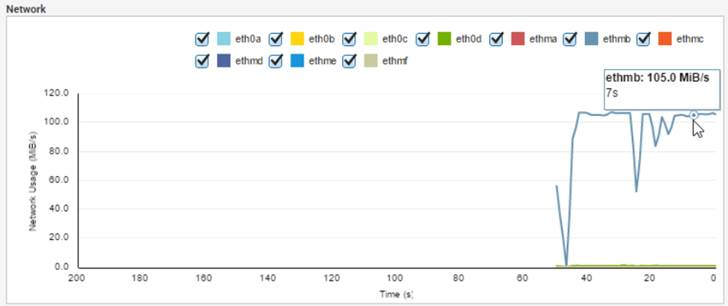 Network
eth0a eth0b eth0c eth0d ethma ethmb ethmc
ethmd ethme ethmf
ethmb: 105.0 MiB/s
7s
120.0
100.0
80.0
60.0
40.0
20.0
0.0
Network Usage (MiB/s)
200 180 160 140 120 100 80 60 40 20 0
Time (s)